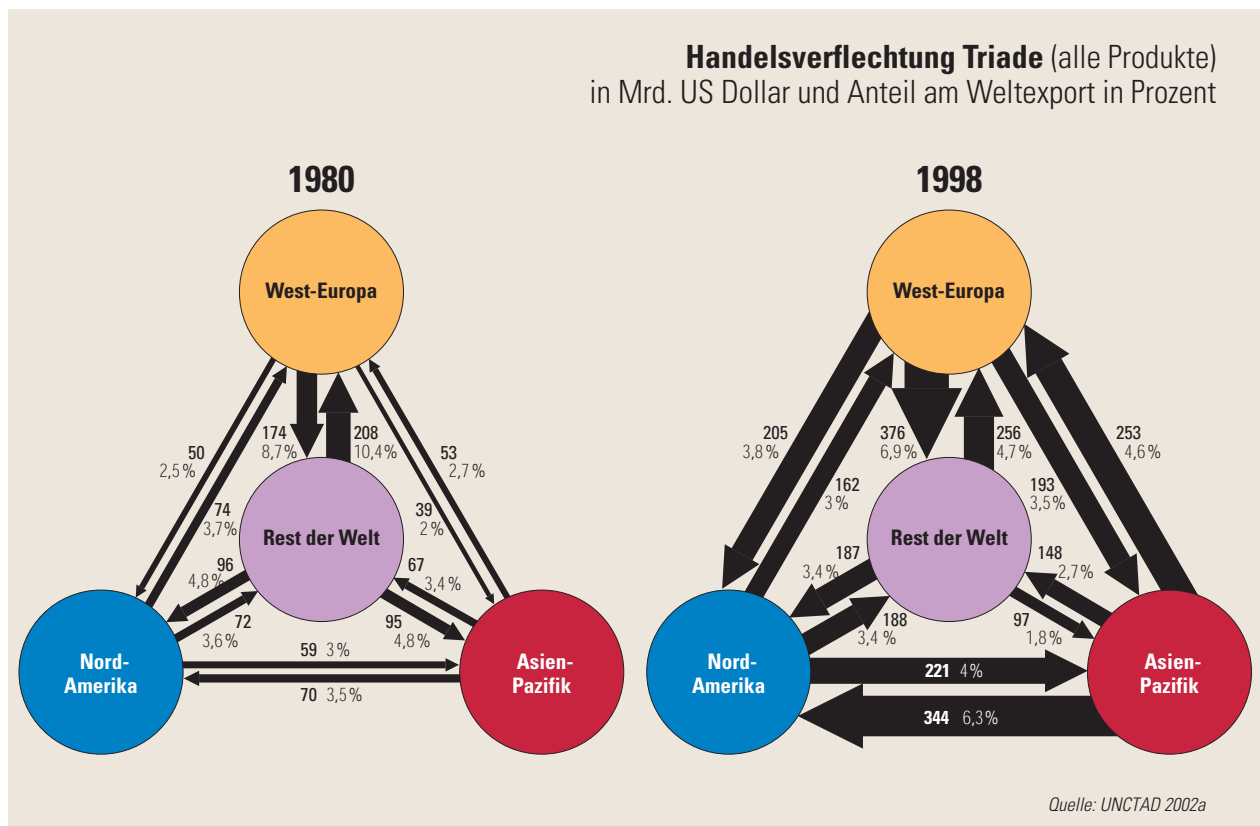 Handelsverflechtung Triade (alle Produkte)
in Mrd. US Dollar und Anteil am Weltexport in Prozent
1980
West-Europa
50
2,5 %
174
8,7 %
208
10,4 %
53
2,7 %
74
3,7 %
39
2 %
Rest der Welt
96
4,8 %
67
3,4 %
72
3,6 %
95
4,8 %
59 3 %
70 3,5 %
Nord-
Amerika
Asien-
Pazifik
1998
West-Europa
205
3,8 %
376
6,9 %
256
4,7 %
253
4,6 %
162
3 %
193
3,5 %
Rest der Welt
187
3,4 %
148
2,7 %
188
3,4 %
97
1,8 %
221 4 %
344 6,3 %
Nord-
Amerika
Asien-
Pazifik
Quelle: UNCTAD 2002a